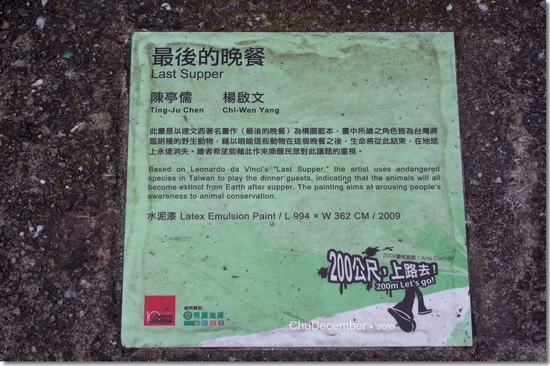 最後的晚餐
Last Supper
陳亭儒 楊啟文
Ting-Ju Chen Chi-Wen Yang
此畫是以達文西著名畫作《最後的晚餐》為構圖藍本，畫中所繪之角色皆為台灣瀕
臨絕種的野生動物，藉以暗喻這些動物在這個晚餐之後，生命將從此結束，在地球
上永遠消失。繪者希望能藉此作來喚醒民眾對此議題的重視。
Based on Leonardo da Vinci's "Last Supper," the artist uses endangered
species in Taiwan to play the dinner guests, indicating that the animals will all
become extinct from Earth after supper. The painting aims at arousing people's
awareness to animal conservation.
水泥漆 Latex Emulsion Paint / L 994 × W 362 CM / 2009
Arts Corridor
200公尺，上路去！
200m Let's go!
ChuDecember • 2010